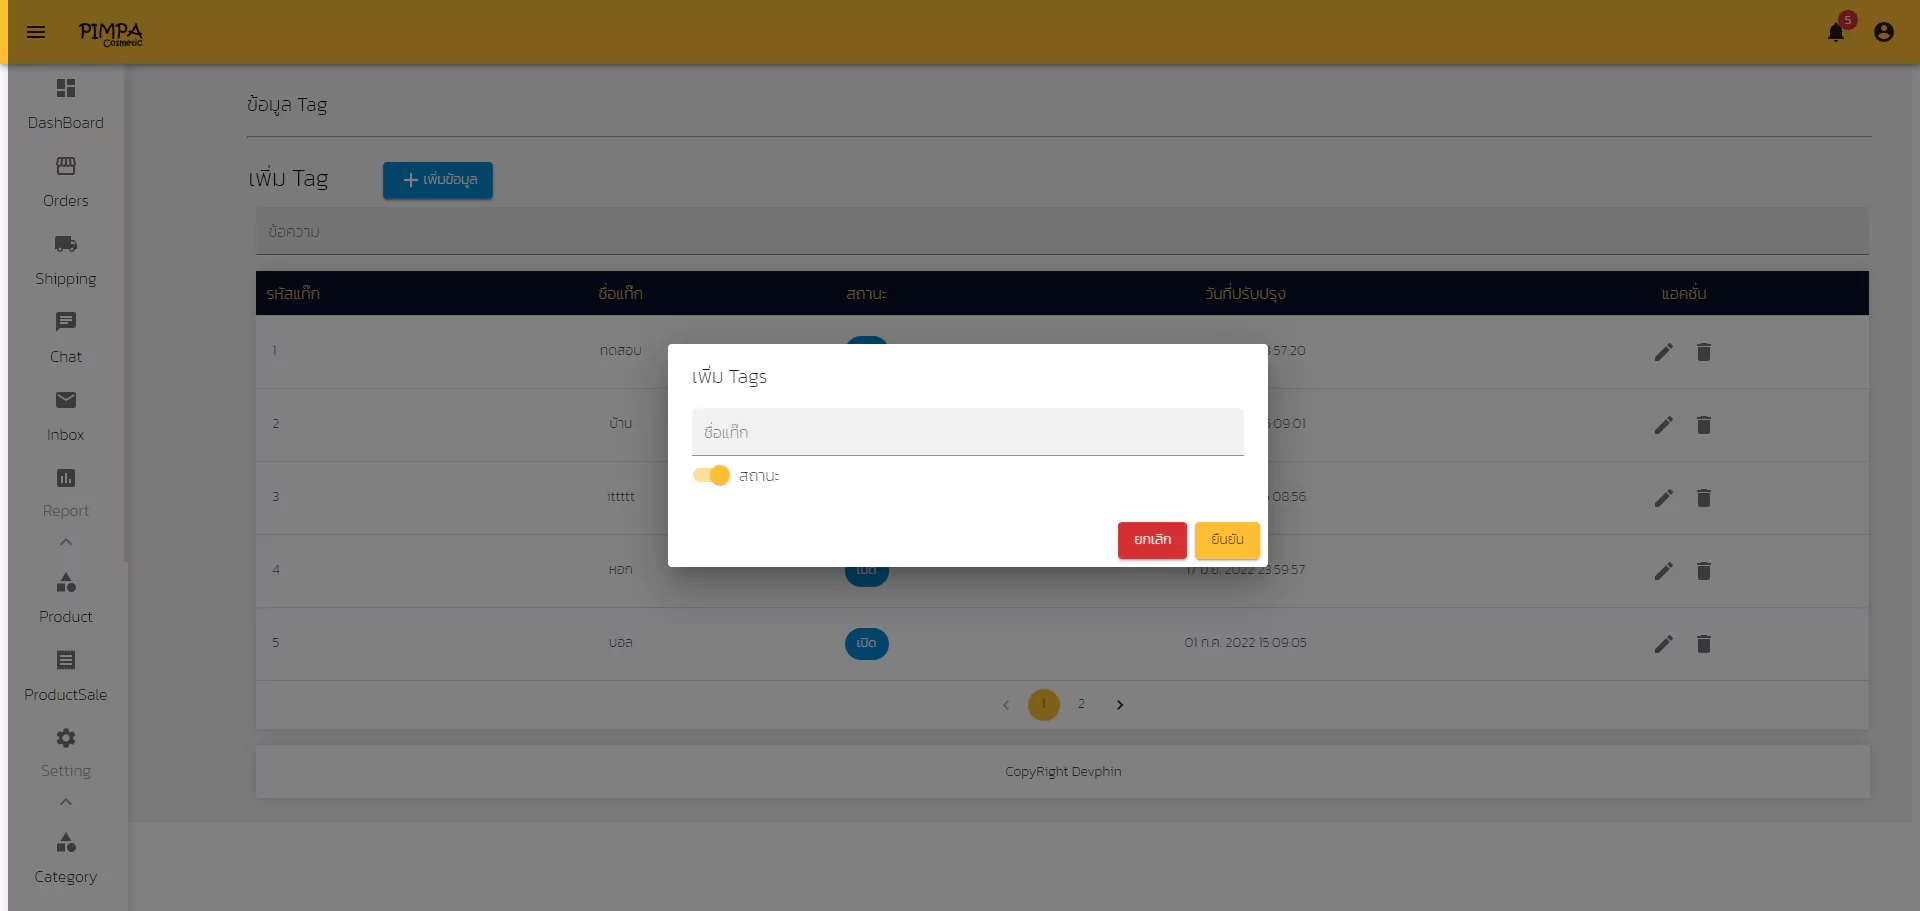 PIMPA
Cosmetic
5
DashBoard
Orders
Shipping
Chat
Inbox
Report
Product
ProductSale
Setting
Category
ข้อมูล Tag
เพิ่ม Tag
เพิ่มข้อมูล
ข้อความ
รหัสแท๊ก ชื่อแท๊ก สถานะ วันที่ปรับปรุง แอคชั่น
1 ทดสอบ :57:20
2 บ้าน :09:01
3 ittttt :08:56
4 หอก เปิด 17 มิ.ย. 2022 23:59:57
5 บอล เปิด 01 ก.ค. 2022 15:09:05
1 2
CopyRight Devphin
เพิ่ม Tags
ชื่อแท๊ก
สถานะ
ยกเลิก ยืนยัน